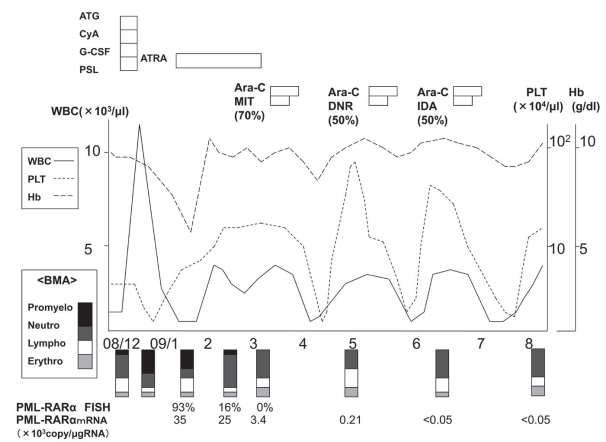 ATG
CyA
G-CSF
PSL
ATRA
Ara-C
MIT
(70%)
Ara-C
DNR
(50%)
Ara-C
IDA
(50%)
WBC(×10³/μl)
PLT
(×10⁴/μl)
Hb
(g/dl)
10
5
10²
10
10
5
WBC
PLT
Hb
<BMA>
Promyelo
Neutro
Lympho
Erythro
08/12 09/1 2 3 4 5 6 7 8
PML-RARα FISH 93% 16% 0%
PML-RARαmRNA 35 25 3.4 0.21 <0.05 <0.05
(×10³copy/μgRNA)